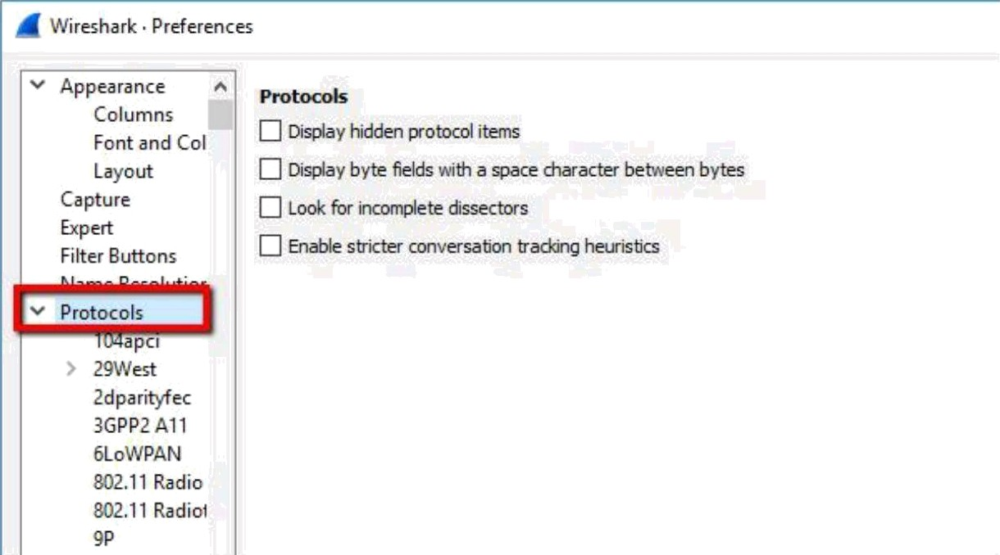 Wireshark · Preferences
Appearance
Columns
Font and Col
Layout
Capture
Expert
Filter Buttons
Name Resolution
Protocols
104apci
29West
2dparityfec
3GPP2 A11
6LoWPAN
802.11 Radio
802.11 Radiot
9P
Protocols
Display hidden protocol items
Display byte fields with a space character between bytes
Look for incomplete dissectors
Enable stricter conversation tracking heuristics